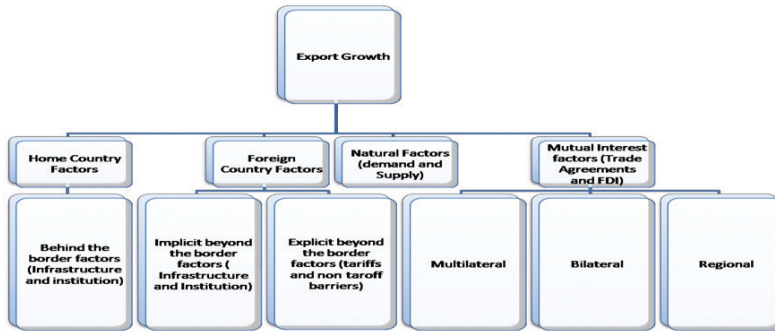 Export Growth
Home Country
Factors
Foreign
Country Factors
Natural Factors
(demand and
Supply)
Mutual Interest
factors (Trade
Agreements
and FDI)
Behind the
border factors
(Infrastructure
and institution)
Implicit beyond
the border
factors (
Infrastructure
and Institution)
Explicit beyond
the border
factors (tariffs
and non taroff
barriers)
Multilateral
Bilateral
Regional